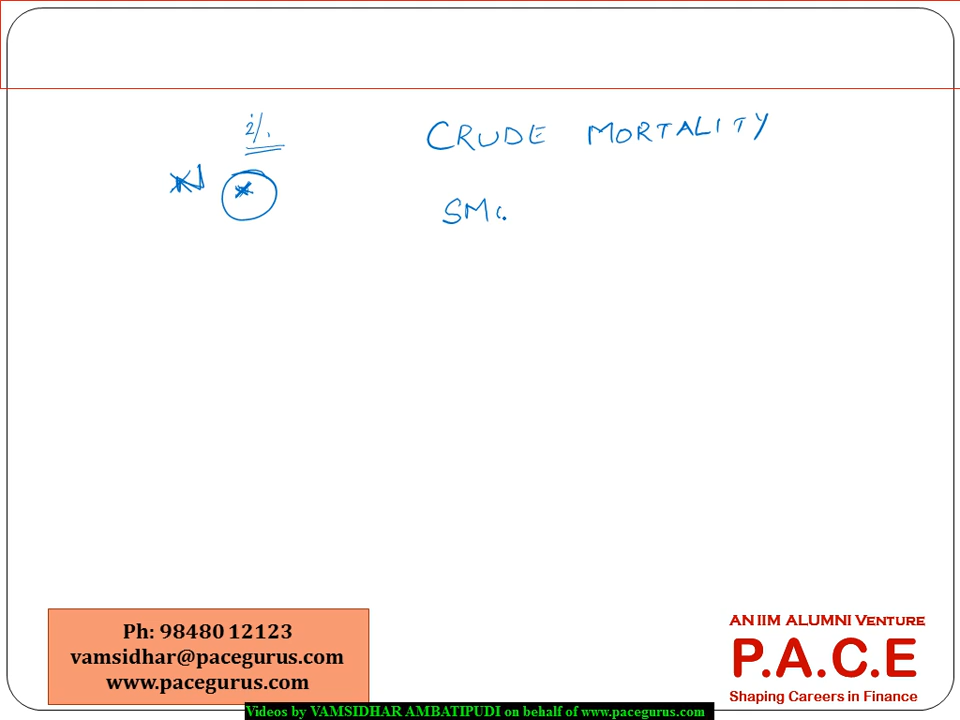 i%.
CRUDE MORTALITY
SM
Ph: 98480 12123
vamsidhar@pacegurus.com
www.pacegurus.com
AN IIM ALUMNI VENTURE
P.A.C.E
Shaping Careers in Finance
Videos by VAMSIDHAR AMBATIPUDI on behalf of www.pacegurus.com